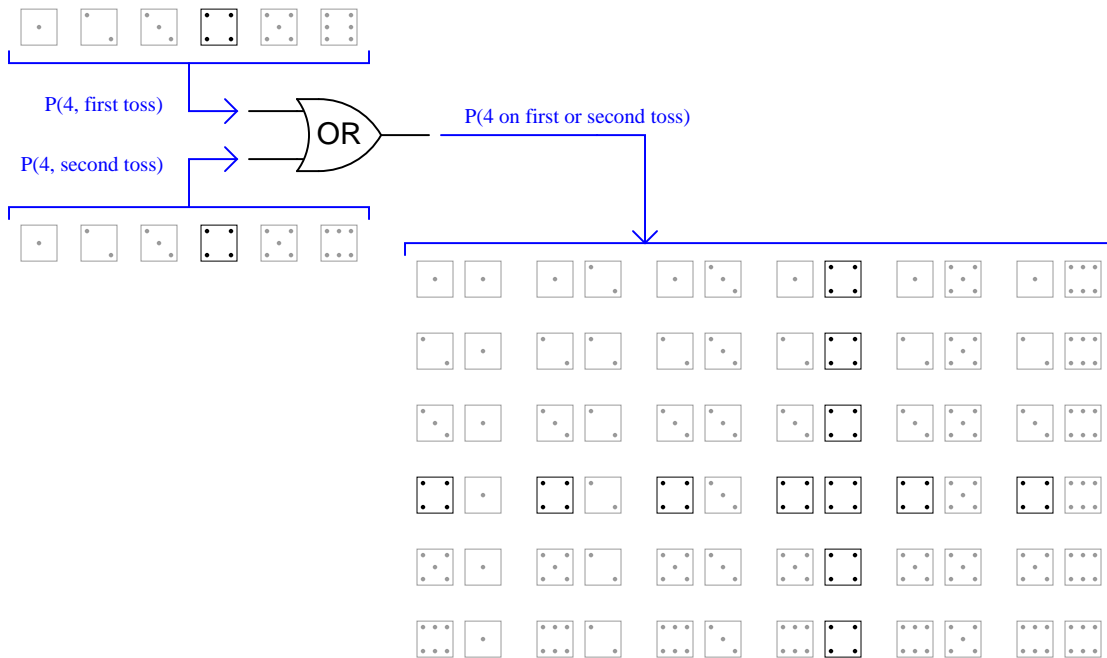 P(4, first toss)
OR
P(4 on first or second toss)
P(4, second toss)